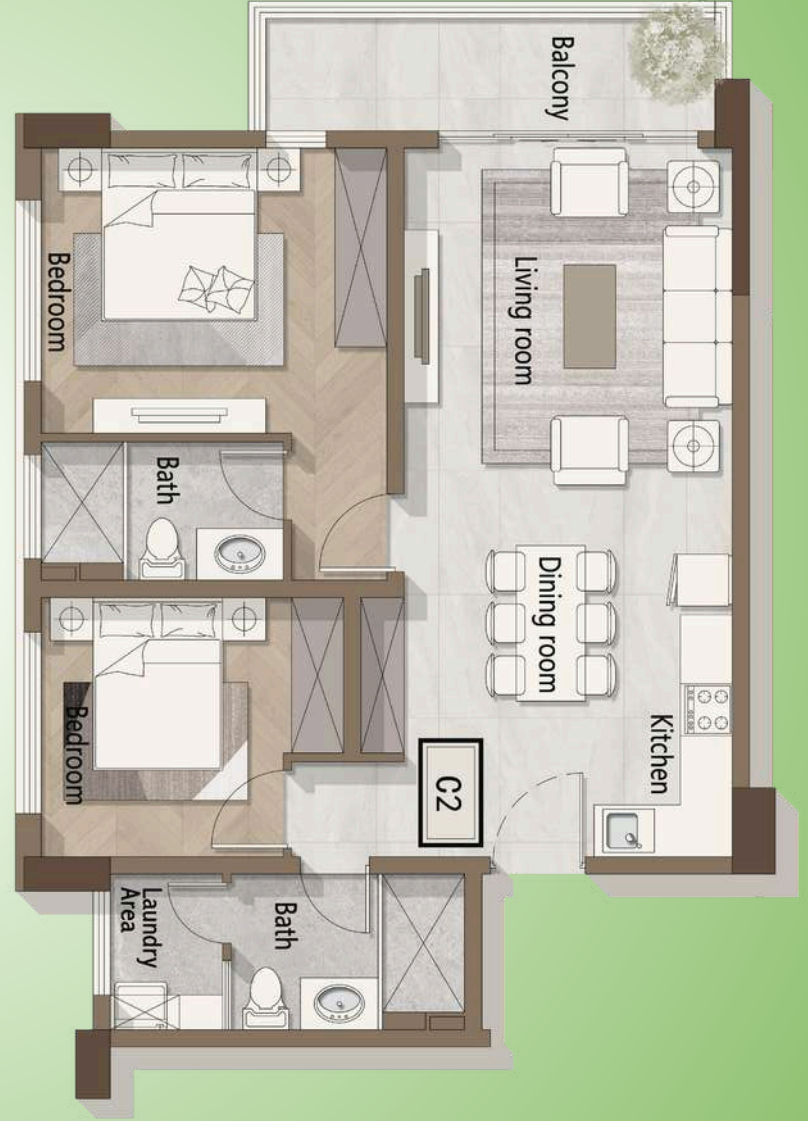 Balcony
Bedroom
Living room
Bath
Dining room
Bedroom
Kitchen
C2
Laundry
Area
Bath